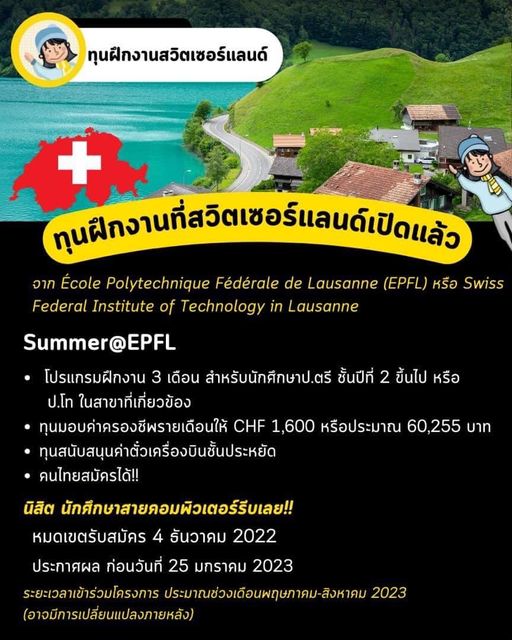 ทุนฝึกงานสวิตเซอร์แลนด์
ทุนฝึกงานที่สวิตเซอร์แลนด์เปิดแล้ว
จาก École Polytechnique Fédérale de Lausanne (EPFL) หรือ Swiss
Federal Institute of Technology in Lausanne
Summer@EPFL
• โปรแกรมฝึกงาน 3 เดือน สำหรับนักศึกษาป.ตรี ชั้นปีที่ 2 ขึ้นไป หรือ
ป.โท ในสาขาที่เกี่ยวข้อง
• ทุนมอบค่าครองชีพรายเดือนให้ CHF 1,600 หรือประมาณ 60,255 บาท
• ทุนสนับสนุนค่าตั๋วเครื่องบินชั้นประหยัด
• คนไทยสมัครได้!!
นิสิต นักศึกษาสายคอมพิวเตอร์รีบเลย!!
หมดเขตรับสมัคร 4 ธันวาคม 2022
ประกาศผล ก่อนวันที่ 25 มกราคม 2023
ระยะเวลาเข้าร่วมโครงการ ประมาณช่วงเดือนพฤษภาคม-สิงหาคม 2023
(อาจมีการเปลี่ยนแปลงภายหลัง)